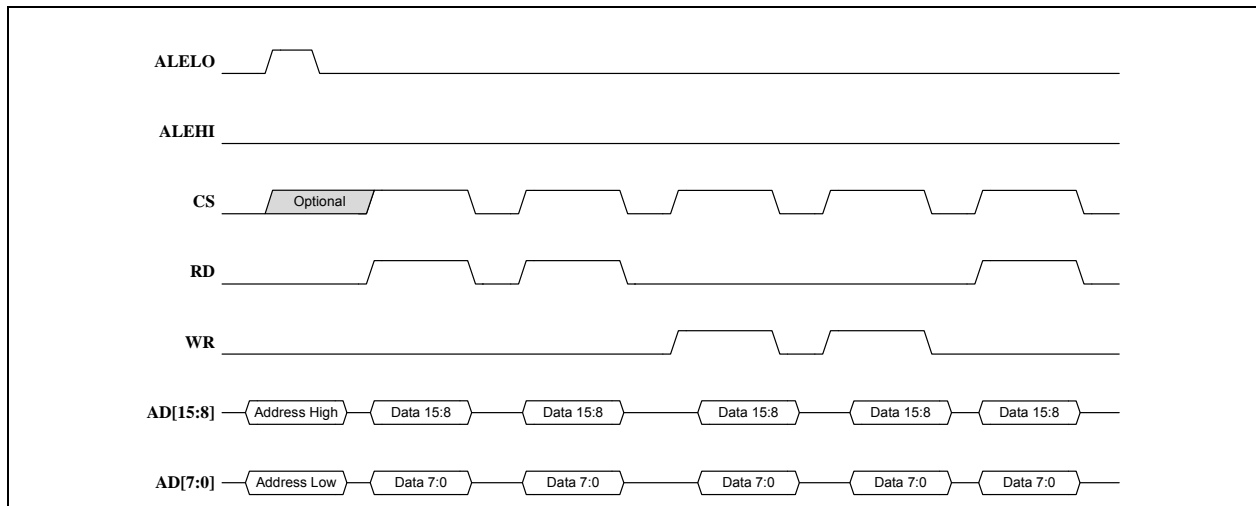 ALELO
ALEHI
CS Optional
RD
WR
AD[15:8] Address High Data 15:8 Data 15:8 Data 15:8 Data 15:8 Data 15:8
AD[7:0] Address Low Data 7:0 Data 7:0 Data 7:0 Data 7:0 Data 7:0